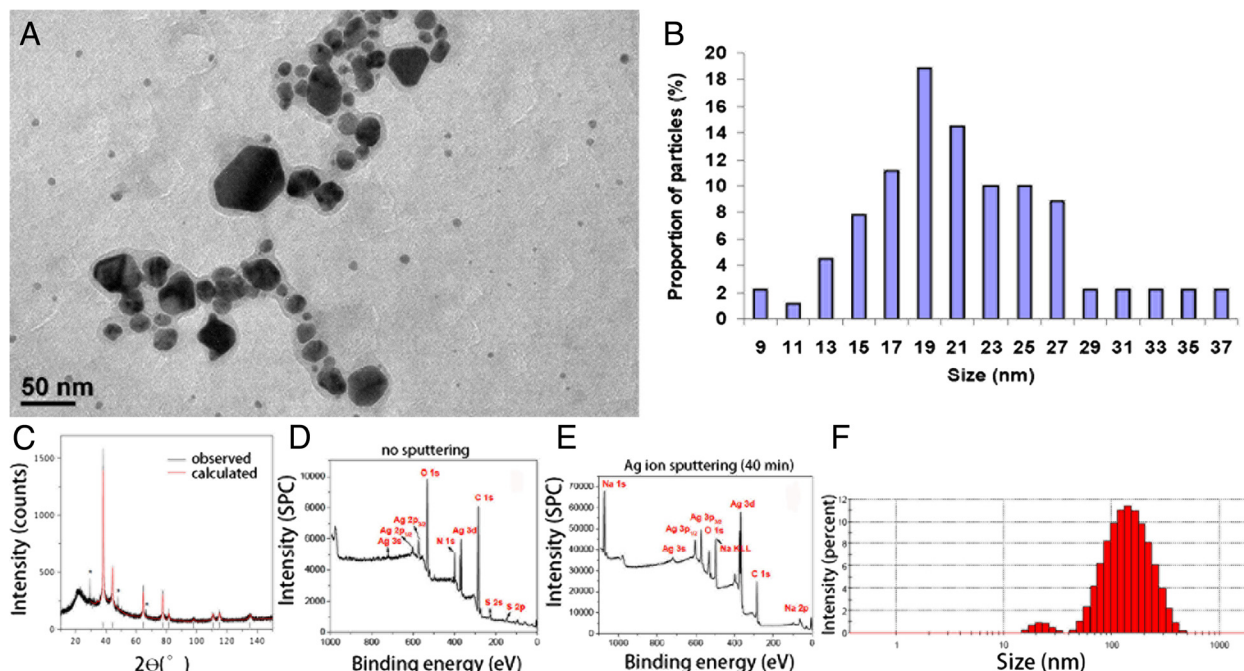 A
50 nm
B
Proportion of particles (%)
20
18
16
14
12
10
8
6
4
2
0
9 11 13 15 17 19 21 23 25 27 29 31 33 35 37
Size (nm)
C
Intensity (counts)
1500
1000
500
0
observed
calculated
*
*
*
0 20 40 60 80 100 120 140
2Θ(°)
D
no sputtering
Intensity (SPC)
10000
8000
6000
4000
2000
0
O 1s
C 1s
Ag 2p3/2
Ag 2p1/2
Ag 3s
N 1s
Ag 3d
S 2s
S 2p
1000 800 600 400 200 0
Binding energy (eV)
E
Ag ion sputtering (40 min)
Intensity (SPC)
70000
60000
50000
40000
30000
20000
10000
0
Na 1s
Ag 3d
Ag 3p3/2
Ag 3p1/2
O 1s
Na KLL
Ag 3s
C 1s
Na 2p
1000 800 600 400 200 0
Binding energy (eV)
F
Intensity (percent)
12
10
8
6
4
2
0
1 10 100 1000
Size (nm)